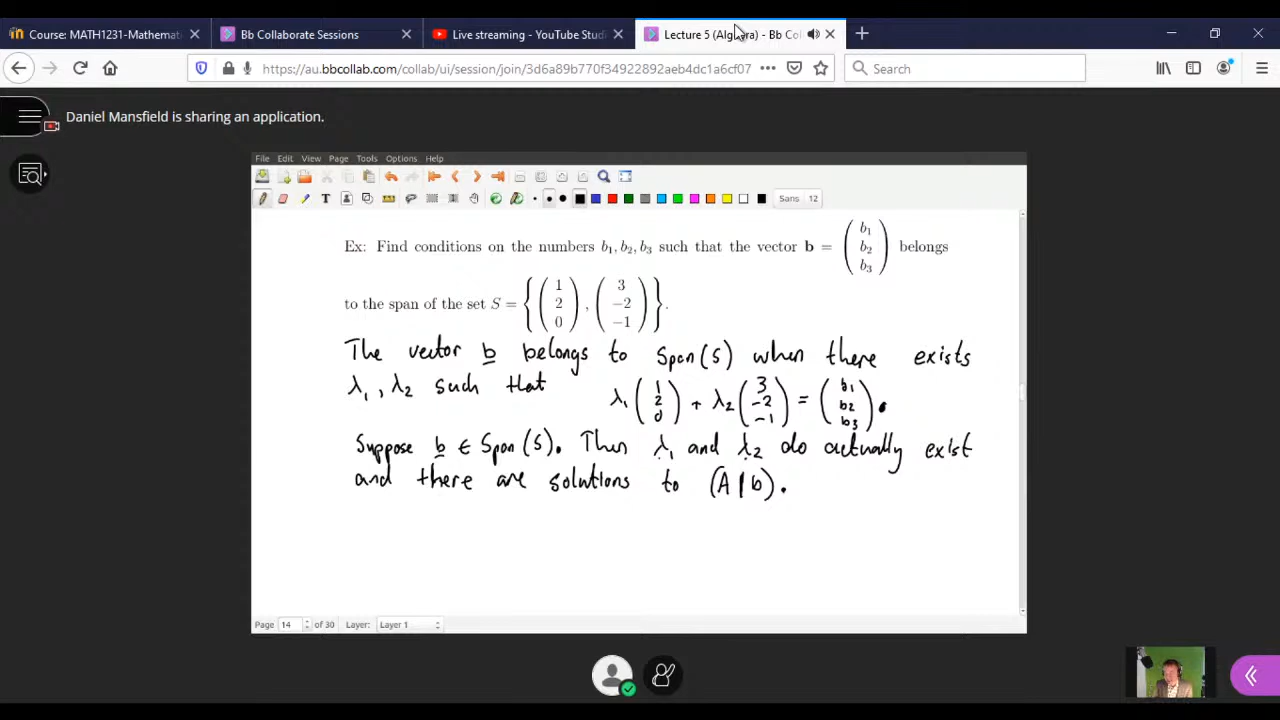 Course: MATH1231-Mathemat
Bb Collaborate Sessions
Live streaming - YouTube Stud
Lecture 5 (Algebra) - Bb Col
https://au.bbcollab.com/collab/ui/session/join/3d6a89b770f34922892aeb4dc1a6cf07
Search
Daniel Mansfield is sharing an application.
File Edit View Page Tools Options Help
T
Sans 12
Ex: Find conditions on the numbers b₁, b₂, b₃ such that the vector b = (b₁ b₂ b₃) belongs
to the span of the set S = { (1 2 0), (3 −2 −1) }.
The vector b belongs to Span(S) when there exists
λ₁, λ₂ such that λ₁ (1 2 0) + λ₂ (3 −2 −1) = (b₁ b₂ b₃).
Suppose b ∈ Span(S). Then λ₁ and λ₂ do actually exist
and there are solutions to (A | b).
Page 14 of 30 Layer: Layer 1